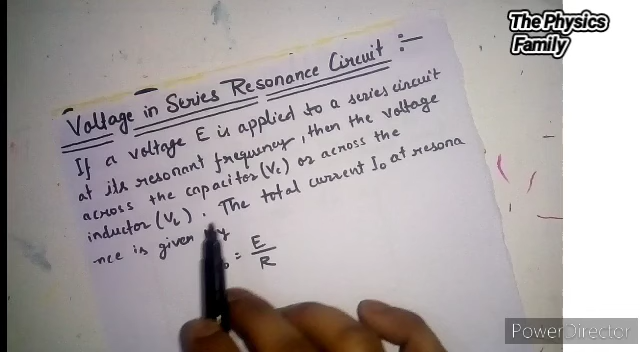 The Physics
Family
Voltage in Series Resonance Circuit :-
If a voltage E is applied to a series circuit
at its resonant frequency, then the voltage
across the capacitor (Vc) or across the
inductor (VL). The total current I₀ at resona
nce is given
= E/R
PowerDirector